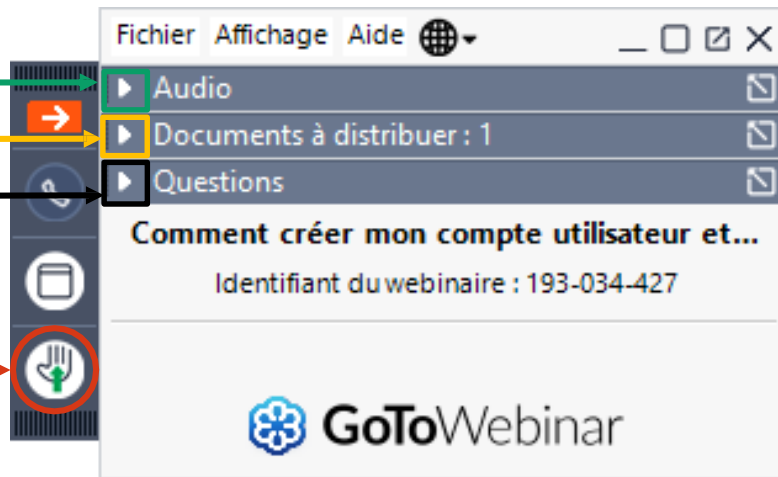 Fichier Affichage Aide
Audio
Documents à distribuer : 1
Questions
Comment créer mon compte utilisateur et...
Identifiant du webinaire : 193-034-427
GoToWebinar